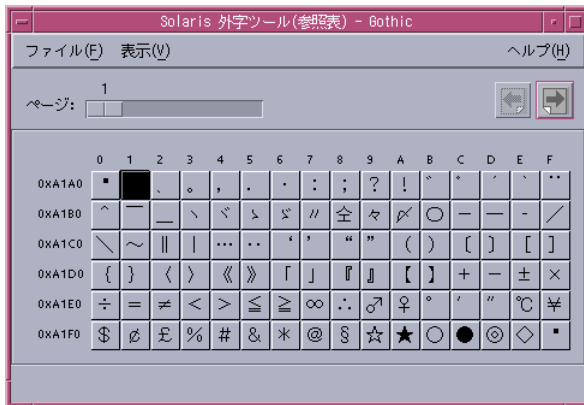 Solaris 外字ツール(参照表) - Gothic
ファイル(F) 表示(V) ヘルプ(H)
1
ページ:
0 1 2 3 4 5 6 7 8 9 A B C D E F
0xA1A0 、 。 , . ・ : ; ? ! ゛ ゜ ´ ` ¨
0xA1B0 ^ ‾ _ ヽ ヾ ゝ ゞ 〃 仝 々 〆 〇 ー — - /
0xA1C0 \ ~ ‖ | … ‥ ‘ ’ “ ” ( ) 〔 〕 [ ]
0xA1D0 { } 〈 〉 《 》 「 」 『 』 【 】 + − ± ×
0xA1E0 ÷ = ≠ < > ≦ ≧ ∞ ∴ ♂ ♀ ° ′ ″ ℃ ¥
0xA1F0 $ ¢ £ % # & * @ § ☆ ★ ○ ● ◎ ◇